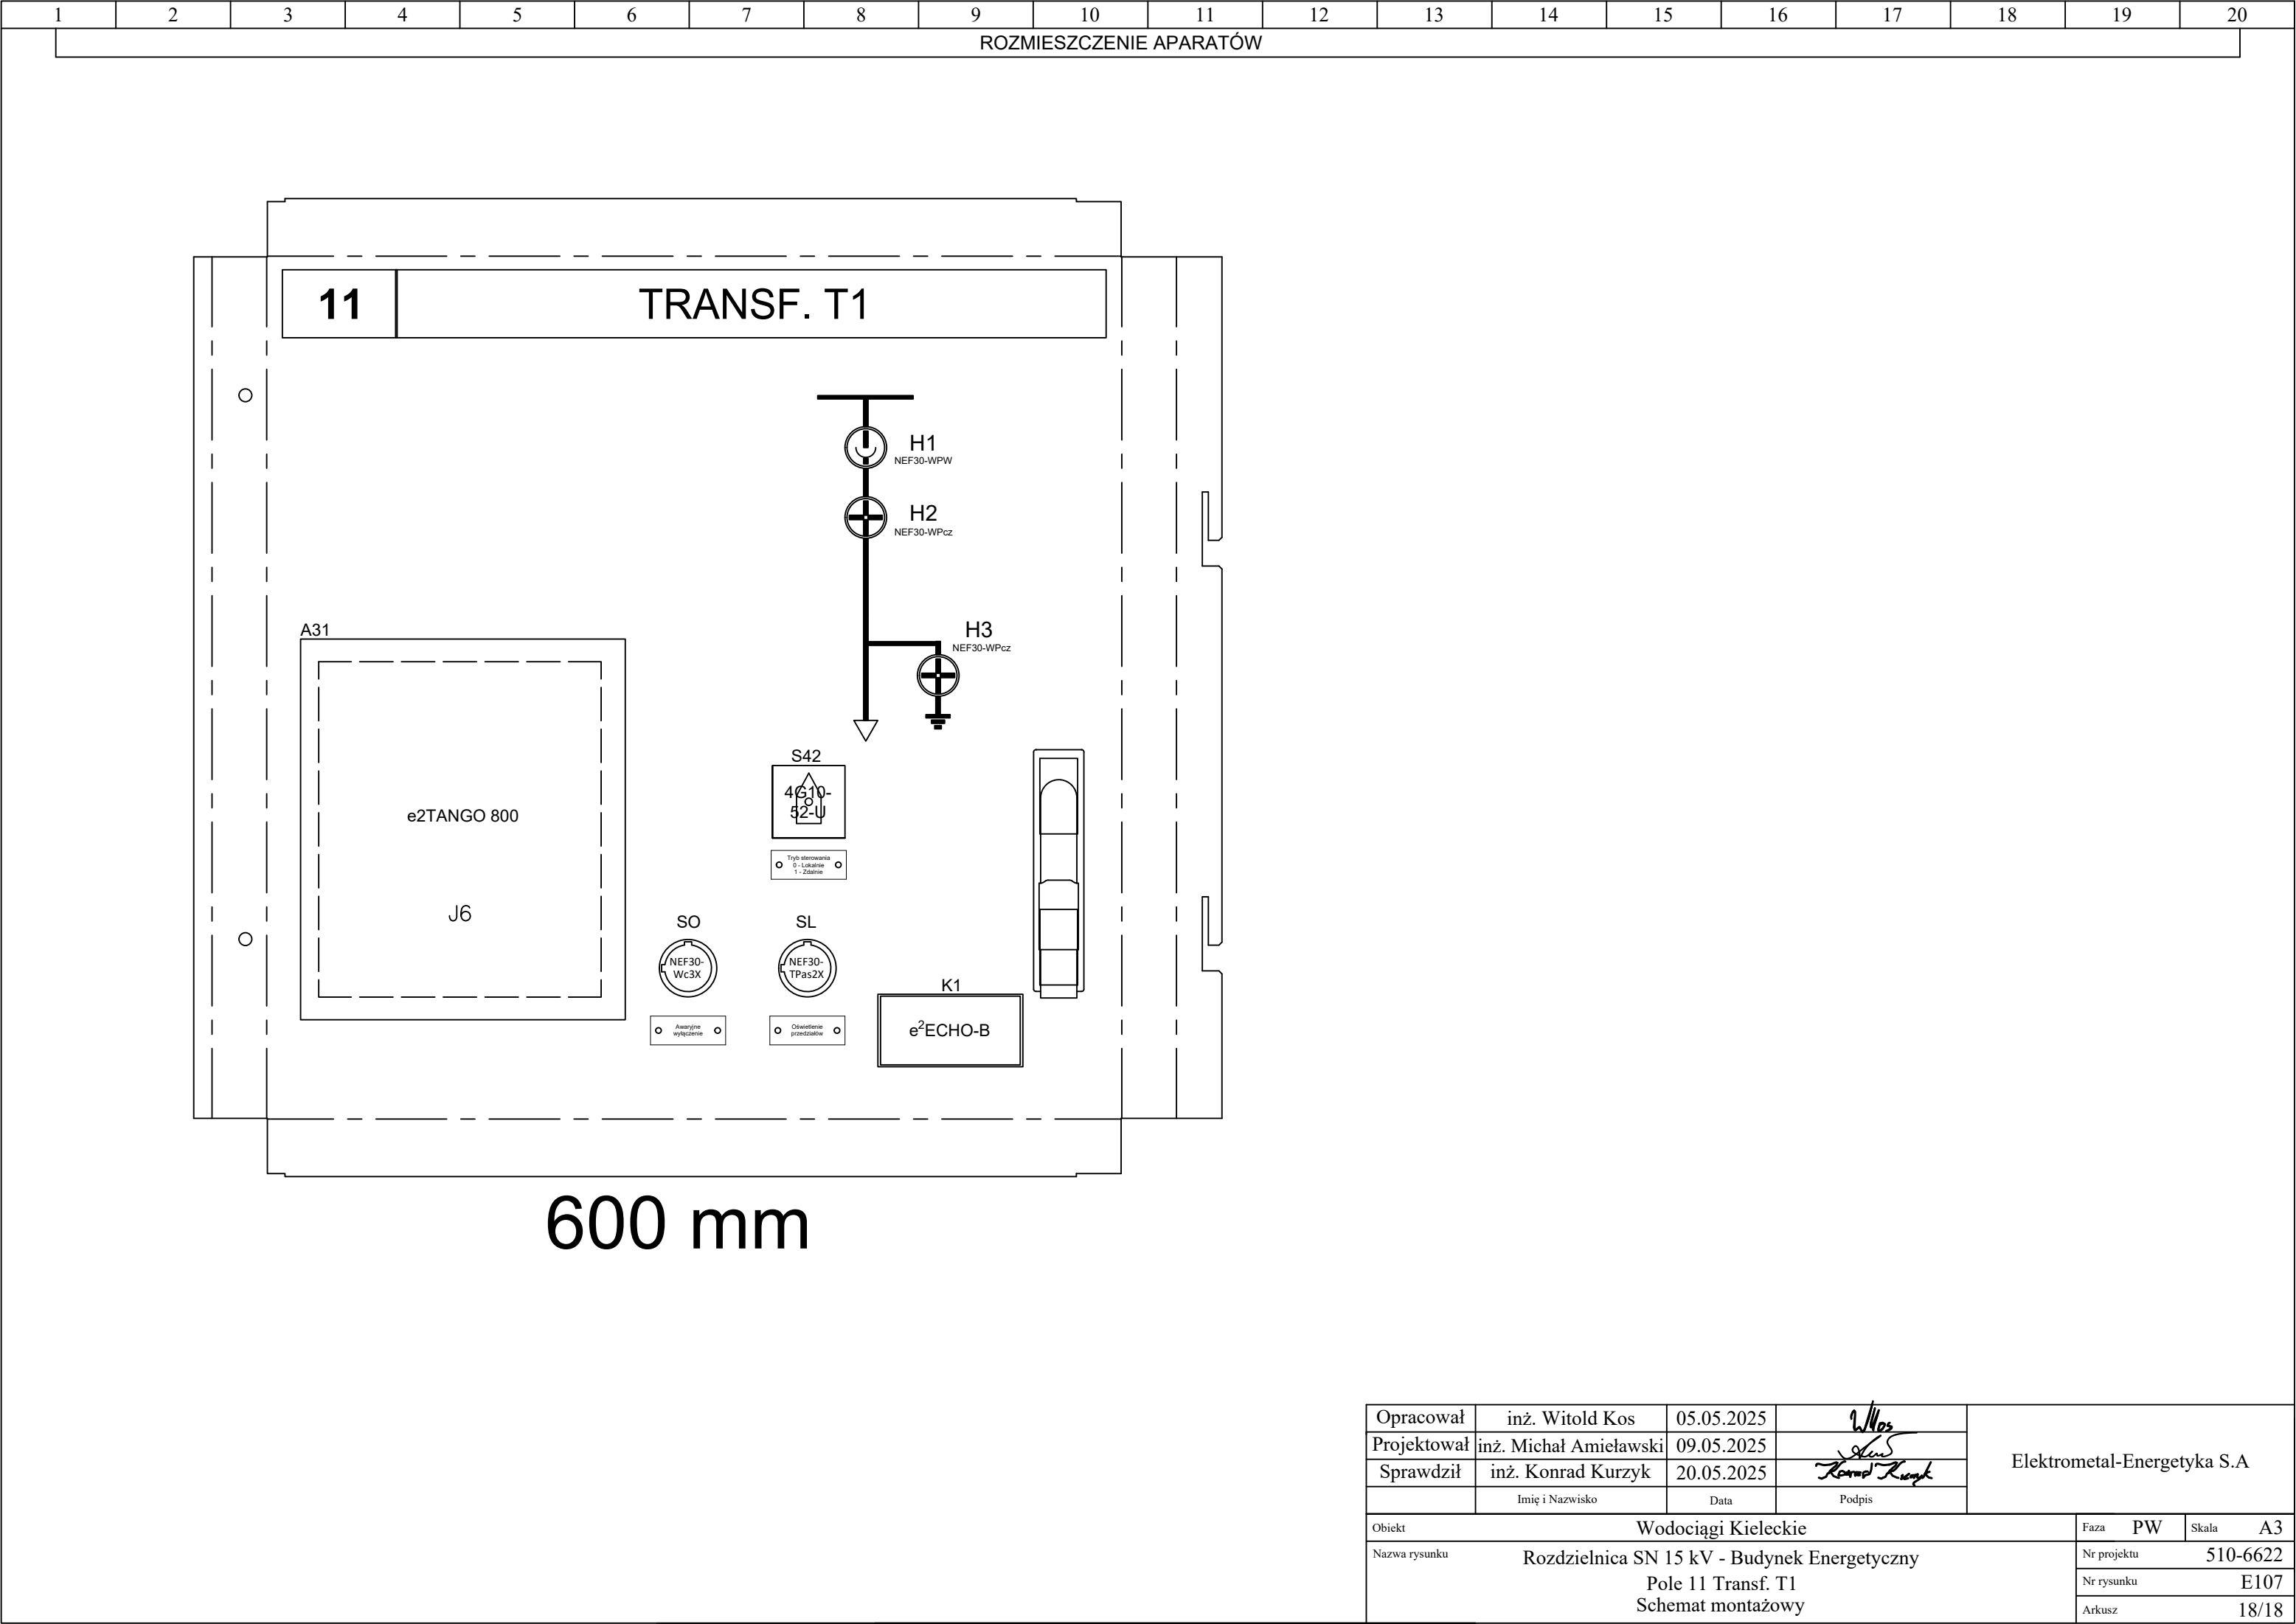 1 2 3 4 5 6 7 8 9 10 11 12 13 14 15 16 17 18 19 20
ROZMIESZCZENIE APARATÓW
11 TRANSF. T1
H1
NEF30-WPW
H2
NEF30-WPcz
H3
NEF30-WPcz
A31
e2TANGO 800
J6
S42
4G10-
52-U
Tryb sterowania
0 - Lokalnie
1 - Zdalnie
SO
NEF30-
Wc3X
Awaryjne
wyłączenie
SL
NEF30-
TPas2X
Oświetlenie
przedziałów
K1
e²ECHO-B
600 mm
Opracował inż. Witold Kos 05.05.2025 WKos
Projektował inż. Michał Amieławski 09.05.2025
Sprawdził inż. Konrad Kurzyk 20.05.2025 Konrad Kurzyk
Imię i Nazwisko Data Podpis
Elektrometal-Energetyka S.A
Obiekt Wodociągi Kieleckie
Faza PW Skala A3
Nazwa rysunku Rozdzielnica SN 15 kV - Budynek Energetyczny
Pole 11 Transf. T1
Schemat montażowy
Nr projektu 510-6622
Nr rysunku E107
Arkusz 18/18